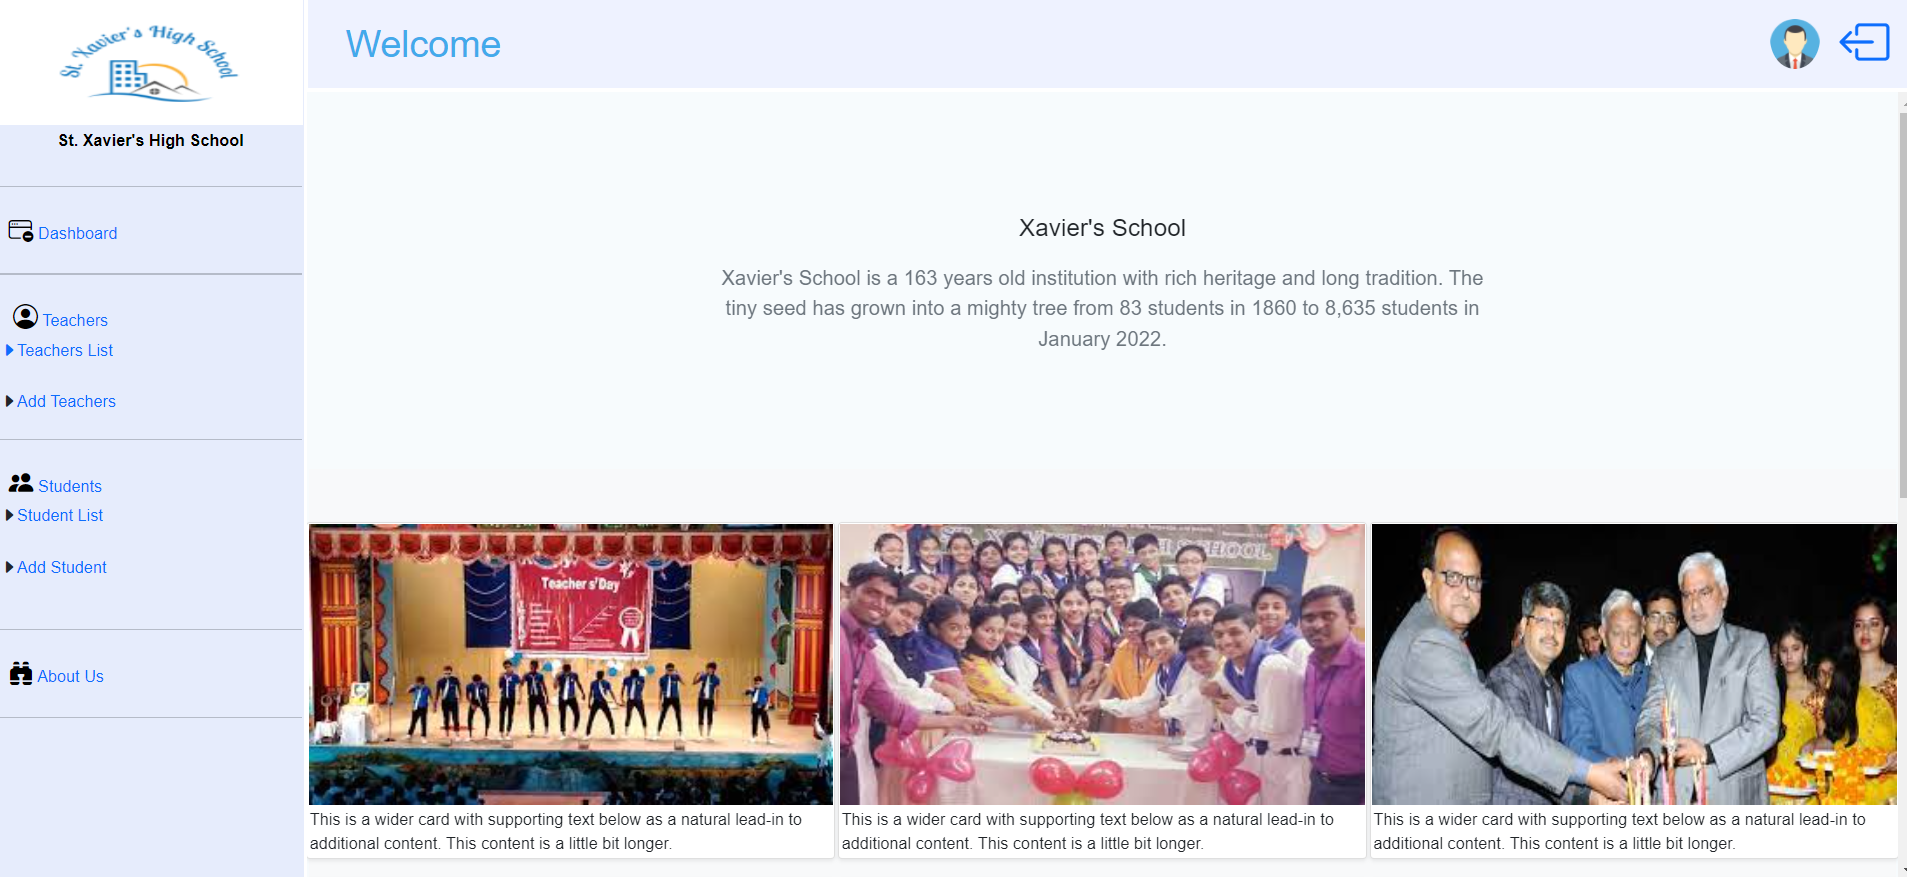 St. Xavier's High School
Welcome
St. Xavier's High School
Dashboard
Teachers
Teachers List
Add Teachers
Students
Student List
Add Student
About Us
Xavier's School
Xavier's School is a 163 years old institution with rich heritage and long tradition. The
tiny seed has grown into a mighty tree from 83 students in 1860 to 8,635 students in
January 2022.
Teacher's'Day
ST. XAVIER'S HIGH SCHOOL
This is a wider card with supporting text below as a natural lead-in to
additional content. This content is a little bit longer.
This is a wider card with supporting text below as a natural lead-in to
additional content. This content is a little bit longer.
This is a wider card with supporting text below as a natural lead-in to
additional content. This content is a little bit longer.